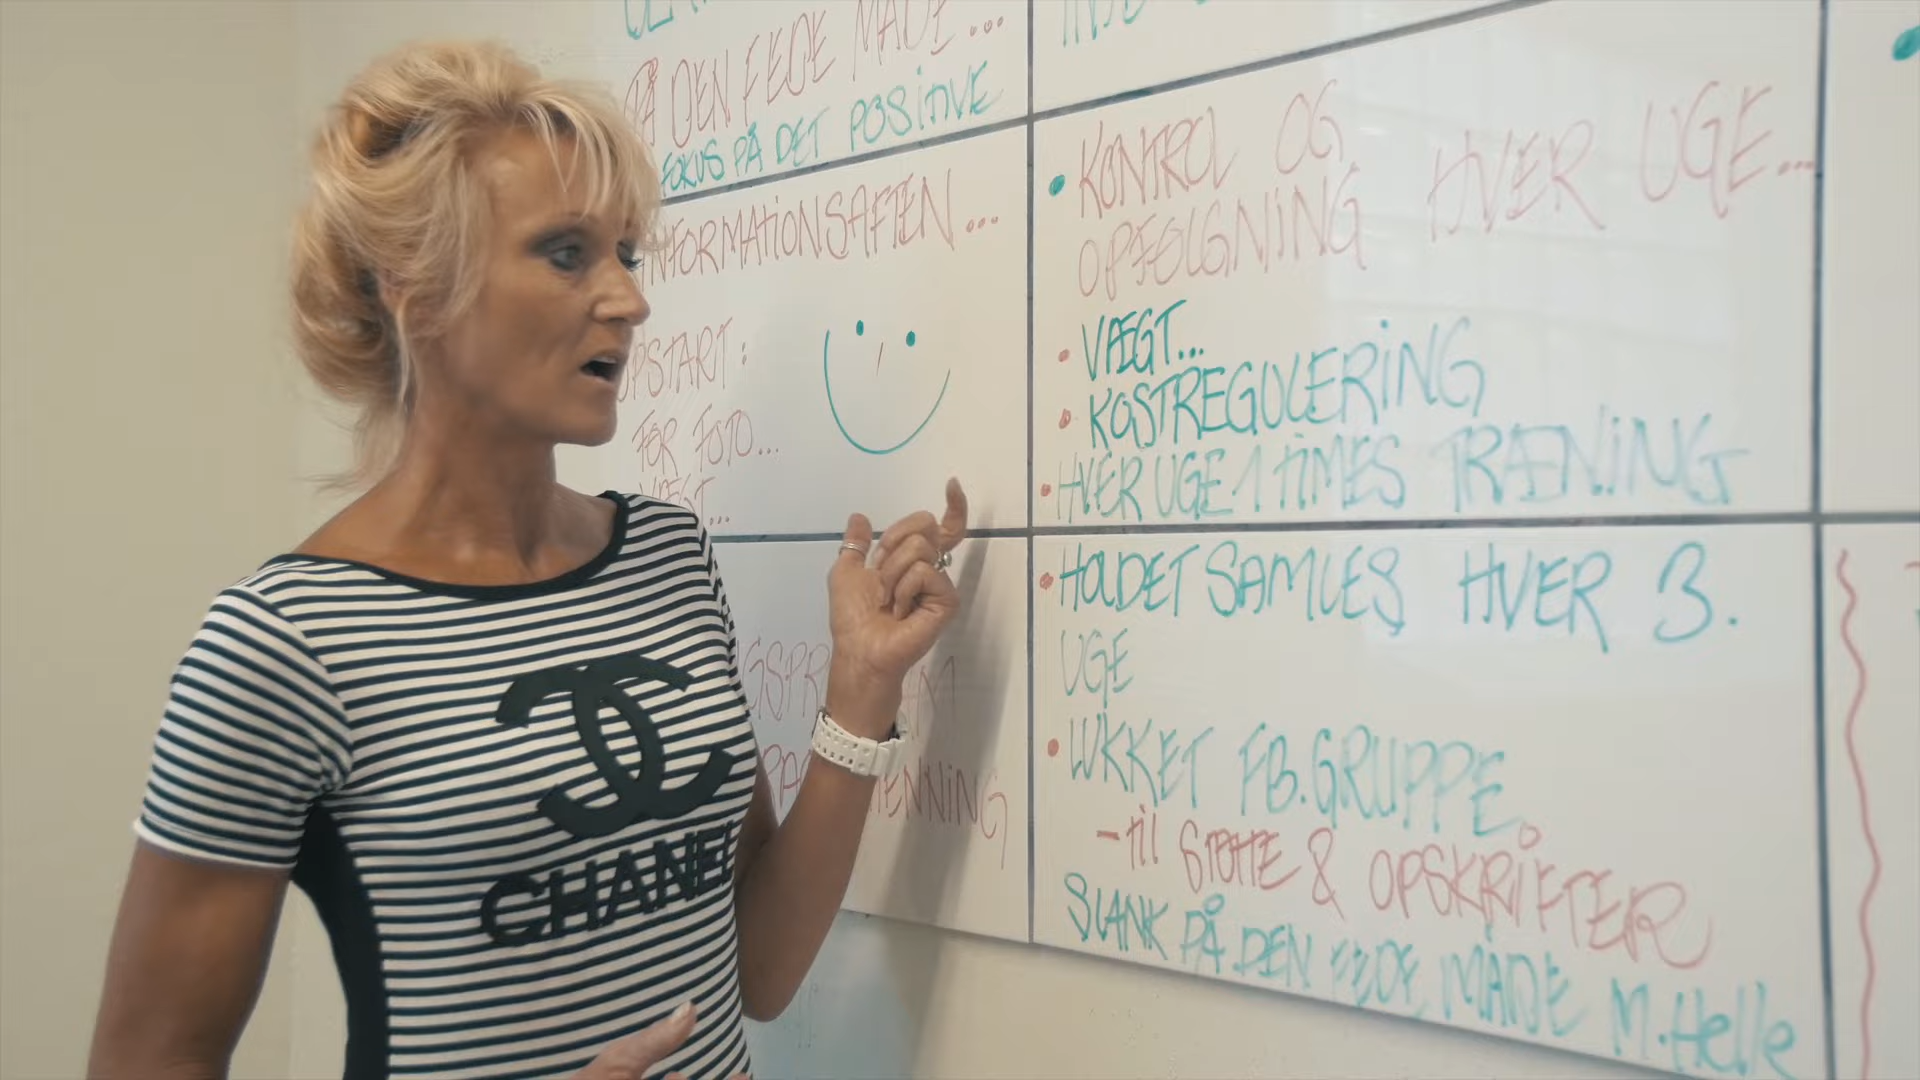 PÅ DEN FEDE MÅDE...
FOKUS PÅ DET POSITIVE
INFORMATIONSAFTEN...
OPSTART:
FØR FOTO...
VÆGT...
• KONTROL OG HVER UGE...
OPFØLGNING
• VÆGT...
• KOSTREGULERING
• HVER UGE 1 TIMES TRÆNING
• HOLDET SAMLES HVER 3.
UGE
• LUKKET FB.GRUPPE
- til STØTTE & OPSKRIFTER
SLANK PÅ DEN FEDE MÅDE M.Helle
CHANEL